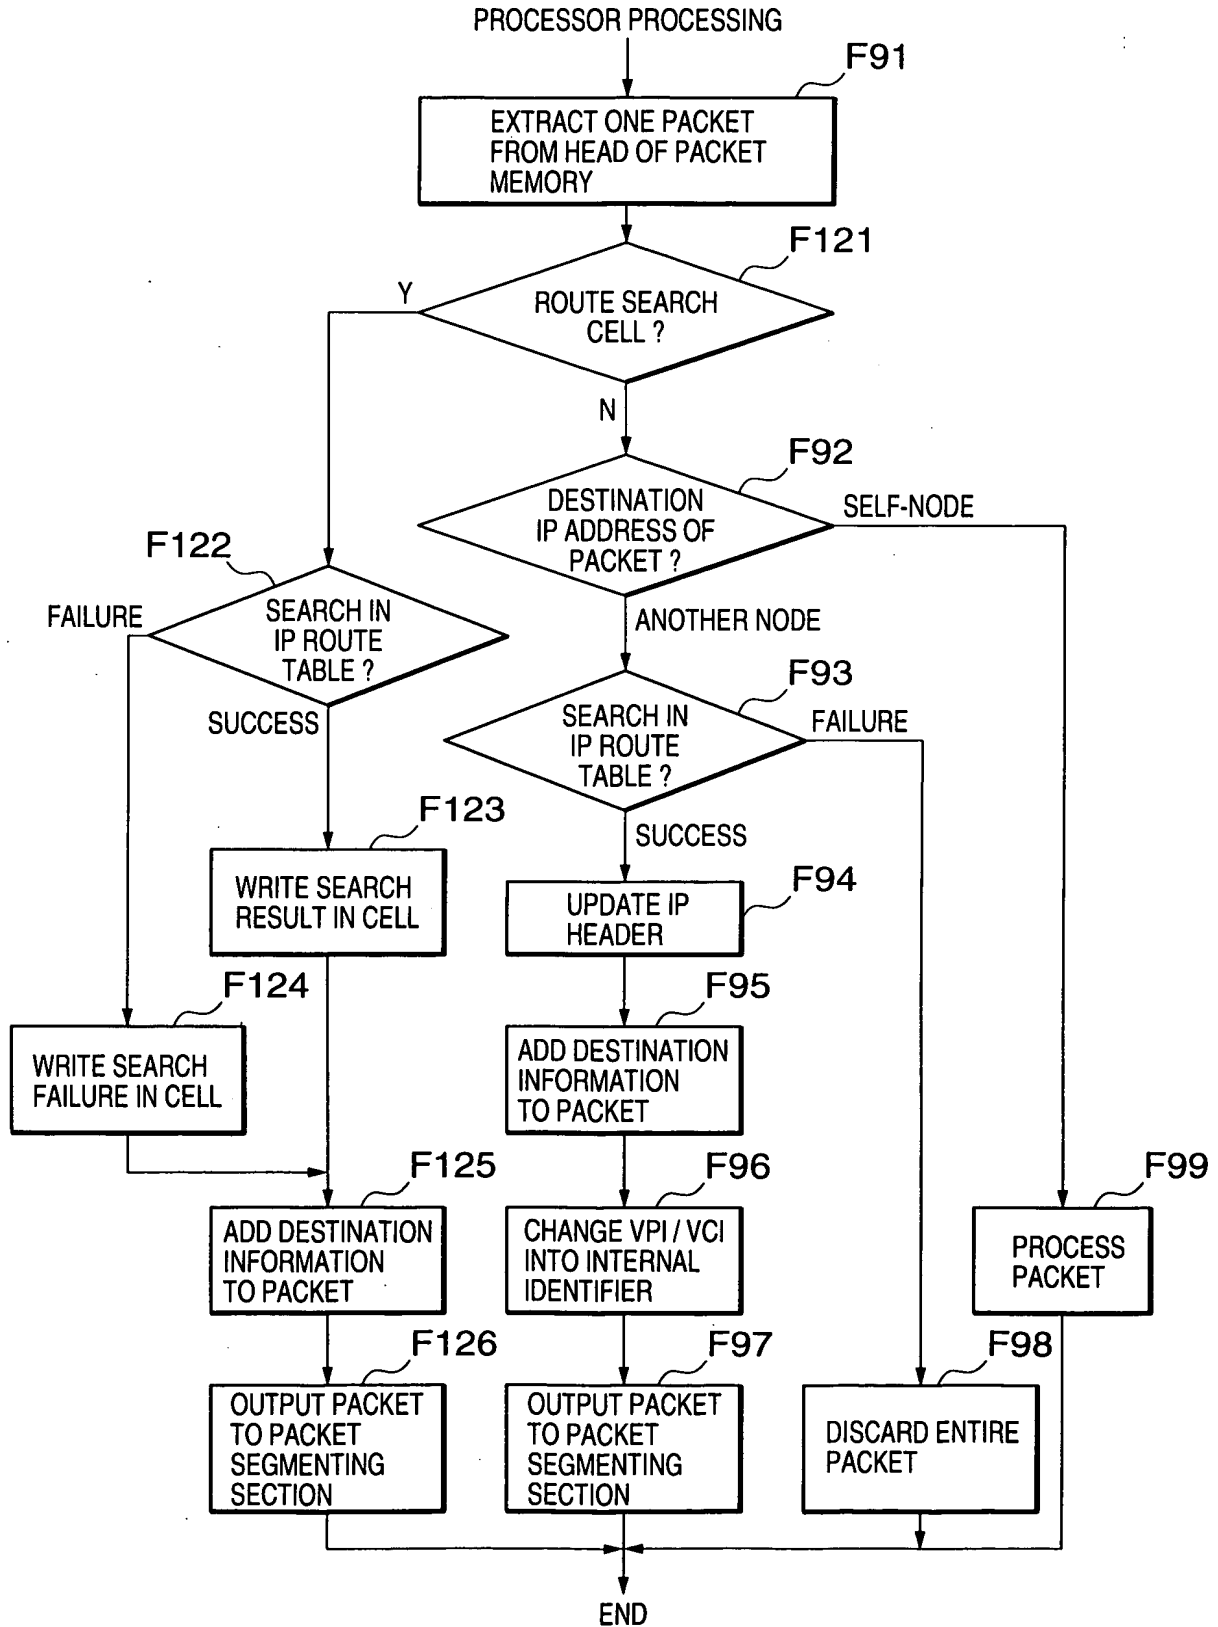 PROCESSOR PROCESSING
F91
EXTRACT ONE PACKET
FROM HEAD OF PACKET
MEMORY
F121
Y
ROUTE SEARCH
CELL ?
N
F92
DESTINATION
IP ADDRESS OF
PACKET ?
SELF-NODE
F122
FAILURE
SEARCH IN
IP ROUTE
TABLE ?
ANOTHER NODE
F93
SUCCESS
SEARCH IN
IP ROUTE
TABLE ?
FAILURE
F123
SUCCESS
WRITE SEARCH
RESULT IN CELL
F94
UPDATE IP
HEADER
F124
WRITE SEARCH
FAILURE IN CELL
F95
ADD DESTINATION
INFORMATION
TO PACKET
F125
ADD DESTINATION
INFORMATION
TO PACKET
F96
CHANGE VPI / VCI
INTO INTERNAL
IDENTIFIER
F99
PROCESS
PACKET
F126
OUTPUT PACKET
TO PACKET
SEGMENTING
SECTION
F97
OUTPUT PACKET
TO PACKET
SEGMENTING
SECTION
F98
DISCARD ENTIRE
PACKET
END